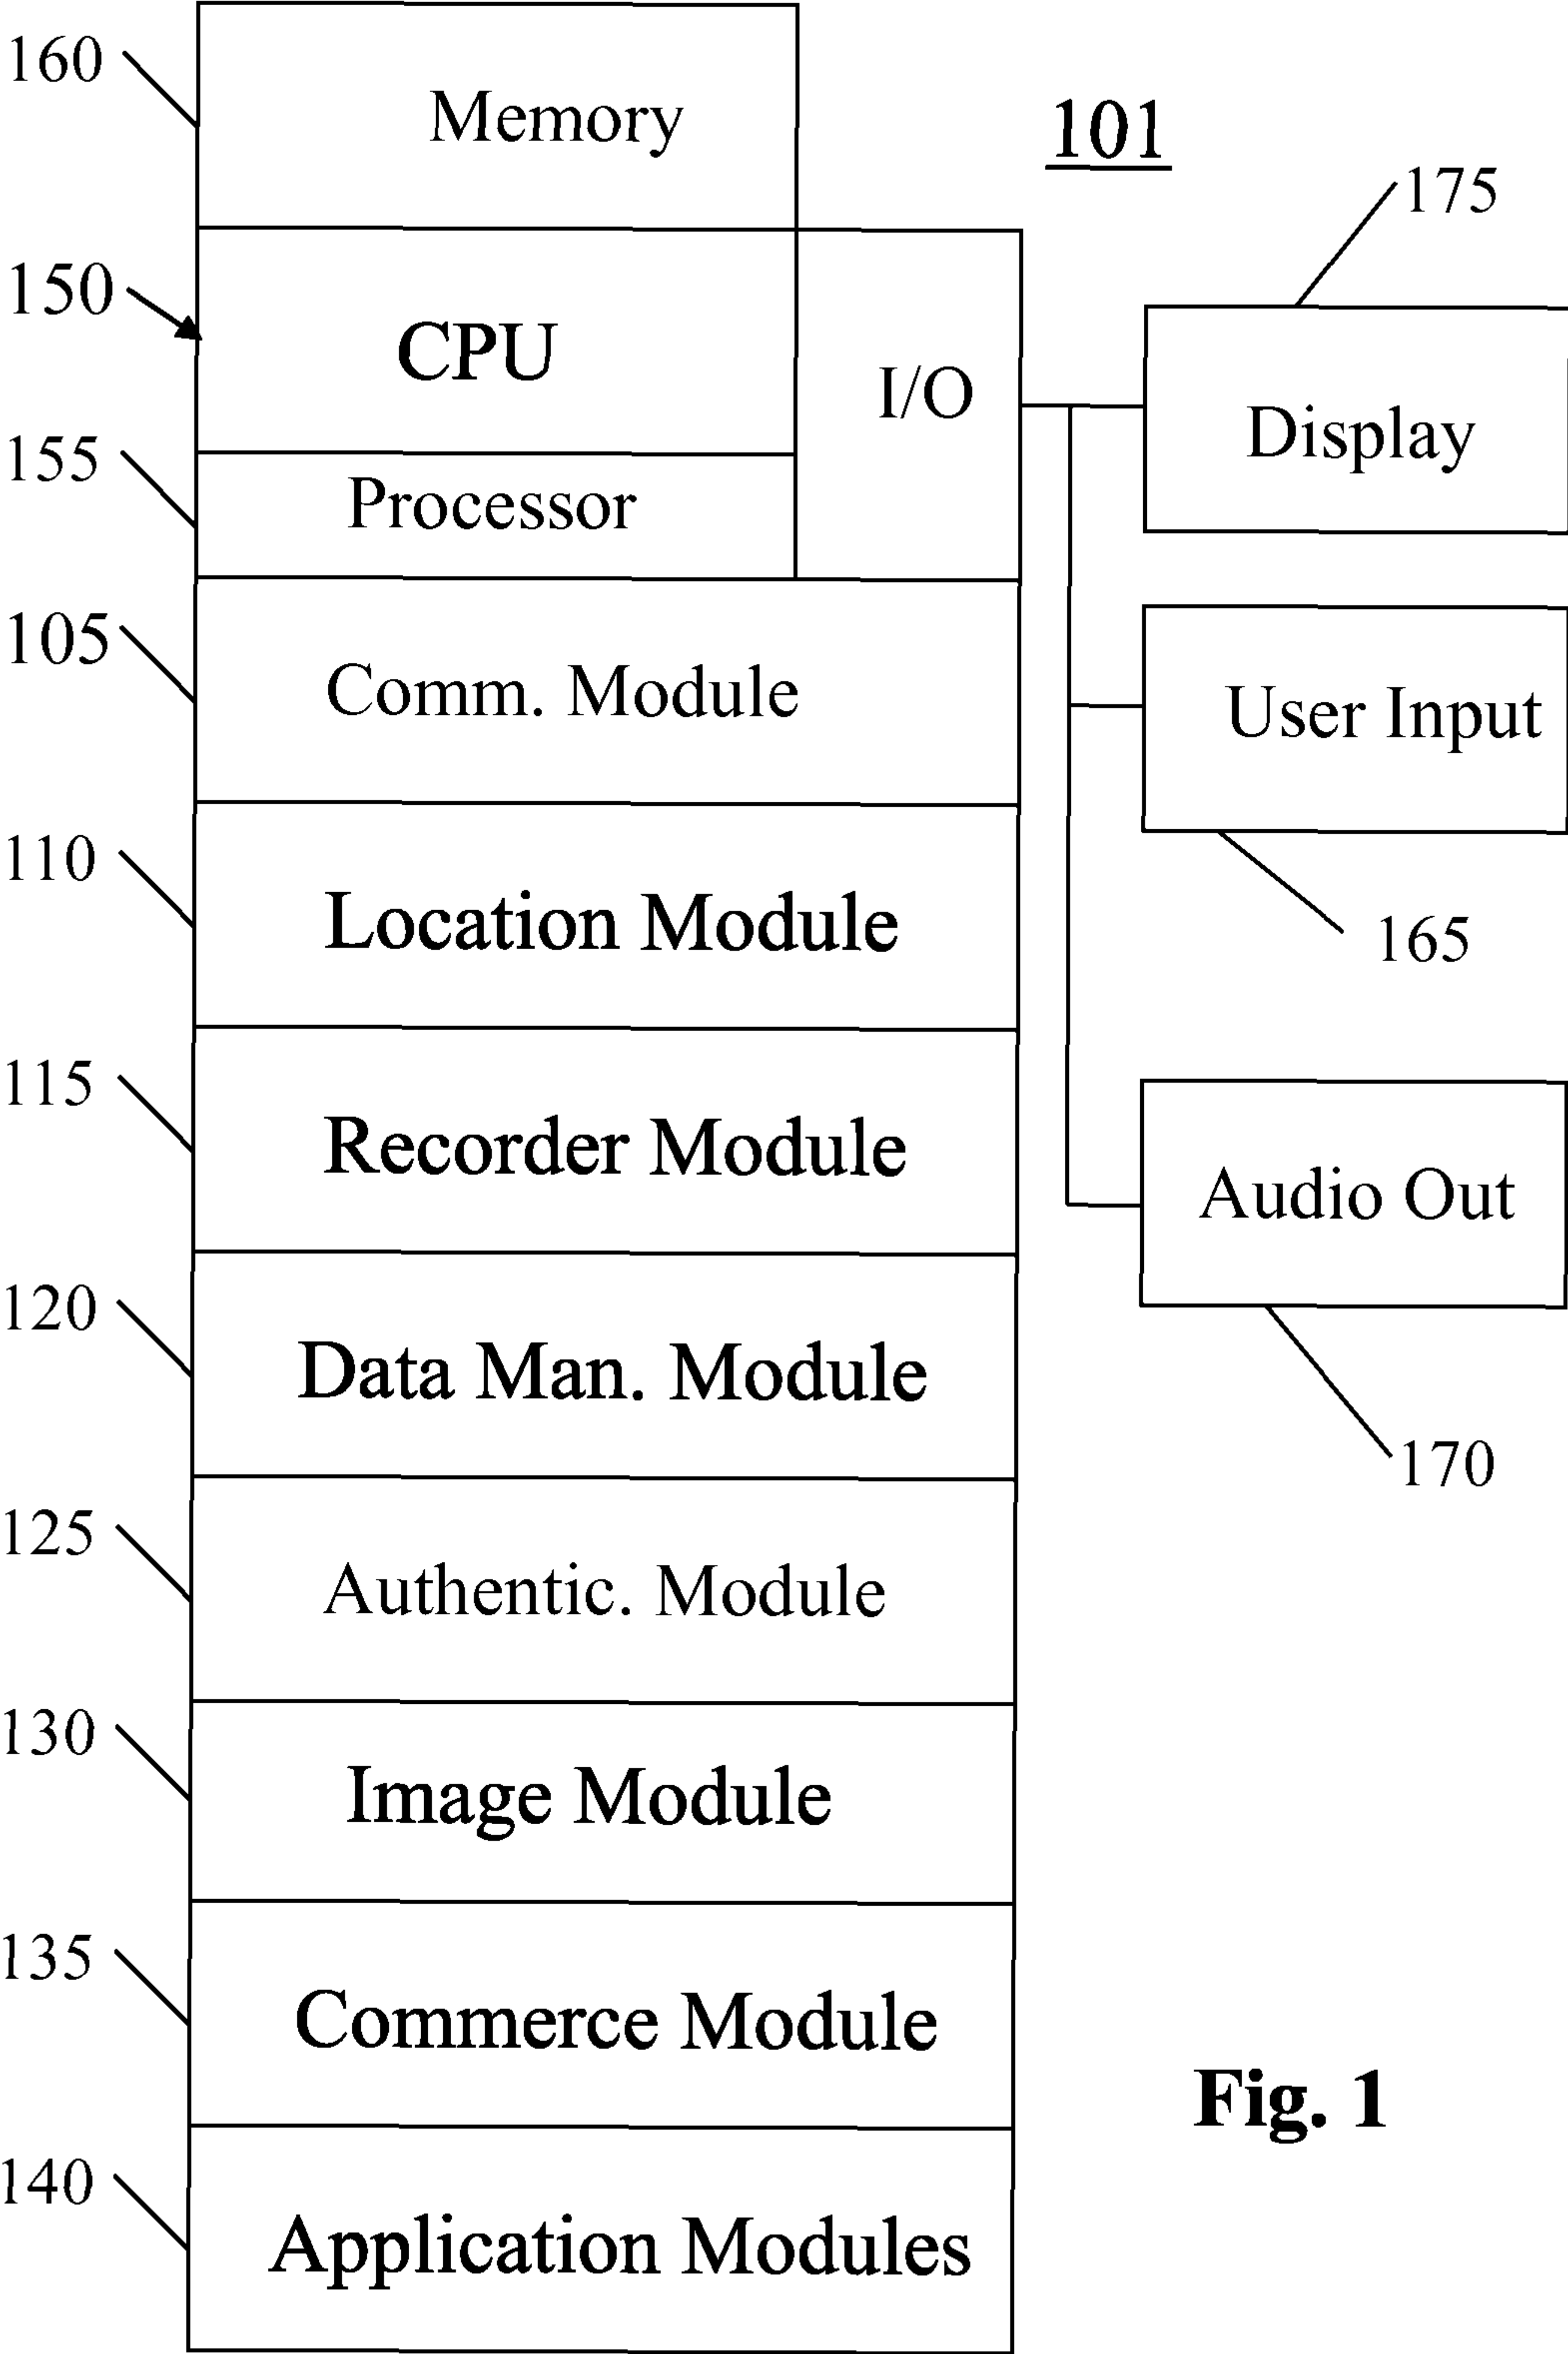 160
Memory
101
175
150
CPU
I/O
Display
155
Processor
105
Comm. Module
User Input
110
Location Module
165
115
Recorder Module
Audio Out
120
Data Man. Module
170
125
Authentic. Module
130
Image Module
135
Commerce Module
Fig. 1
140
Application Modules